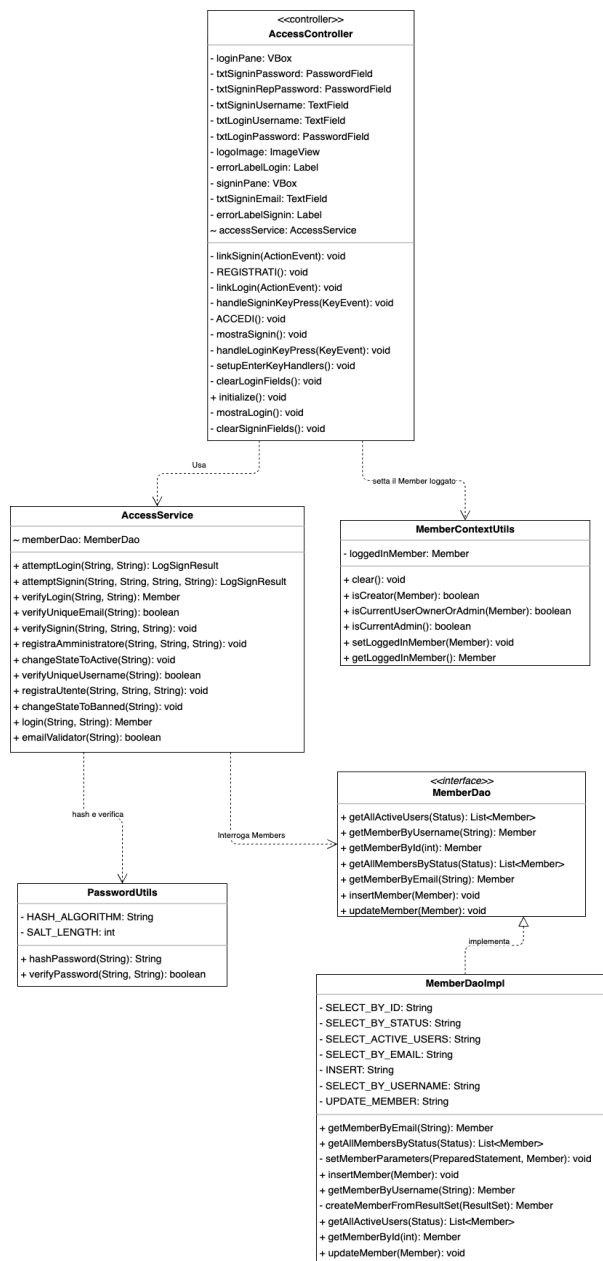 <<controller>>
AccessController
- loginPane: VBox
- txtSigninPassword: PasswordField
- txtSigninRepPassword: PasswordField
- txtSigninUsername: TextField
- txtLoginUsername: TextField
- txtLoginPassword: PasswordField
- logoImage: ImageView
- errorLabelLogin: Label
- signinPane: VBox
- txtSigninEmail: TextField
- errorLabelSignin: Label
~ accessService: AccessService
- linkSignin(ActionEvent): void
- REGISTRATI(): void
- linkLogin(ActionEvent): void
- handleSigninKeyPress(KeyEvent): void
- ACCEDI(): void
- mostraSignin(): void
- handleLoginKeyPress(KeyEvent): void
- setupEnterKeyHandlers(): void
- clearLoginFields(): void
+ initialize(): void
- mostraLogin(): void
- clearSigninFields(): void
Usa
setta il Member loggato
AccessService
~ memberDao: MemberDao
+ attemptLogin(String, String): LogSignResult
+ attemptSignin(String, String, String, String): LogSignResult
+ verifyLogin(String, String): Member
+ verifyUniqueEmail(String): boolean
+ verifySignin(String, String, String): void
+ registraAmministratore(String, String, String): void
+ changeStateToActive(String): void
+ verifyUniqueUsername(String): boolean
+ registraUtente(String, String, String): void
+ changeStateToBanned(String): void
+ login(String, String): Member
+ emailValidator(String): boolean
MemberContextUtils
- loggedInMember: Member
+ clear(): void
+ isCreator(Member): boolean
+ isCurrentUserOwnerOrAdmin(Member): boolean
+ isCurrentAdmin(): boolean
+ setLoggedInMember(Member): void
+ getLoggedInMember(): Member
hash e verifica
Interroga Members
<<interface>>
MemberDao
+ getAllActiveUsers(Status): List<Member>
+ getMemberByUsername(String): Member
+ getMemberById(int): Member
+ getAllMembersByStatus(Status): List<Member>
+ getMemberByEmail(String): Member
+ insertMember(Member): void
+ updateMember(Member): void
PasswordUtils
- HASH_ALGORITHM: String
- SALT_LENGTH: int
+ hashPassword(String): String
+ verifyPassword(String, String): boolean
implementa
MemberDaoImpl
- SELECT_BY_ID: String
- SELECT_BY_STATUS: String
- SELECT_ACTIVE_USERS: String
- SELECT_BY_EMAIL: String
- INSERT: String
- SELECT_BY_USERNAME: String
- UPDATE_MEMBER: String
+ getMemberByEmail(String): Member
+ getAllMembersByStatus(Status): List<Member>
- setMemberParameters(PreparedStatement, Member): void
+ insertMember(Member): void
+ getMemberByUsername(String): Member
- createMemberFromResultSet(ResultSet): Member
+ getAllActiveUsers(Status): List<Member>
+ getMemberById(int): Member
+ updateMember(Member): void